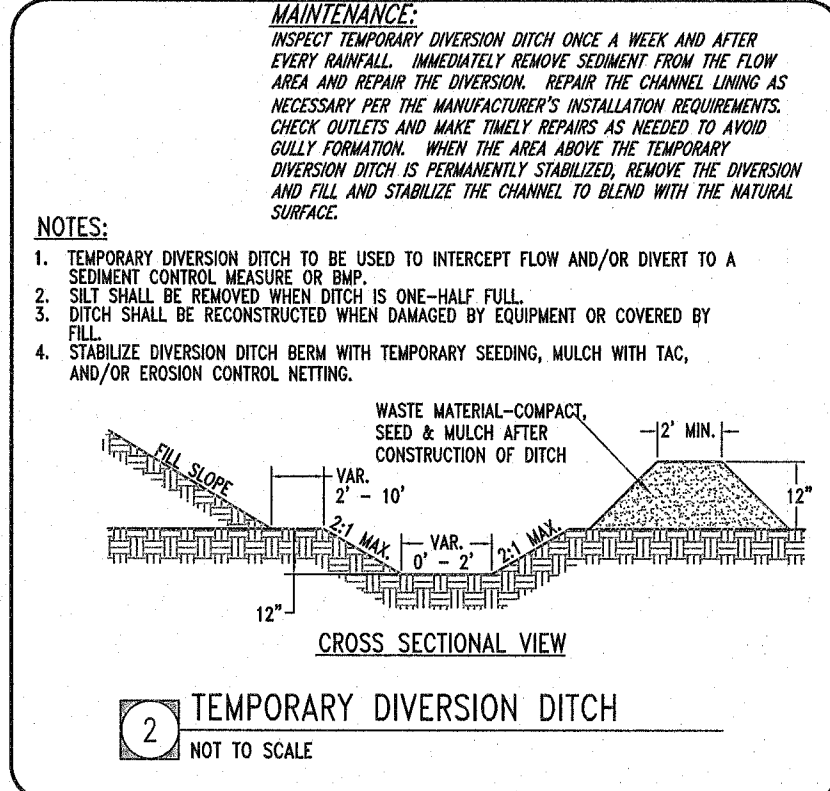 MAINTENANCE:
INSPECT TEMPORARY DIVERSION DITCH ONCE A WEEK AND AFTER
EVERY RAINFALL. IMMEDIATELY REMOVE SEDIMENT FROM THE FLOW
AREA AND REPAIR THE DIVERSION. REPAIR THE CHANNEL LINING AS
NECESSARY PER THE MANUFACTURER'S INSTALLATION REQUIREMENTS.
CHECK OUTLETS AND MAKE TIMELY REPAIRS AS NEEDED TO AVOID
GULLY FORMATION. WHEN THE AREA ABOVE THE TEMPORARY
DIVERSION DITCH IS PERMANENTLY STABILIZED, REMOVE THE DIVERSION
AND FILL AND STABILIZE THE CHANNEL TO BLEND WITH THE NATURAL
SURFACE.
NOTES:
1. TEMPORARY DIVERSION DITCH TO BE USED TO INTERCEPT FLOW AND/OR DIVERT TO A
SEDIMENT CONTROL MEASURE OR BMP.
2. SILT SHALL BE REMOVED WHEN DITCH IS ONE-HALF FULL.
3. DITCH SHALL BE RECONSTRUCTED WHEN DAMAGED BY EQUIPMENT OR COVERED BY
FILL.
4. STABILIZE DIVERSION DITCH BERM WITH TEMPORARY SEEDING, MULCH WITH TAC,
AND/OR EROSION CONTROL NETTING.
WASTE MATERIAL-COMPACT,
SEED & MULCH AFTER
CONSTRUCTION OF DITCH
2' MIN.
12"
FILL SLOPE
VAR.
2' - 10'
2:1 MAX.
VAR.
0' - 2'
2:1 MAX.
12"
CROSS SECTIONAL VIEW
2
TEMPORARY DIVERSION DITCH
NOT TO SCALE